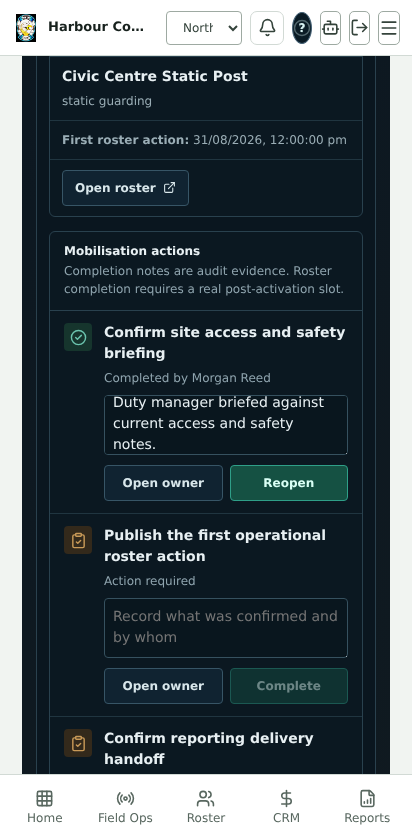 Harbour Co…
North
?
Civic Centre Static Post
static guarding
First roster action: 31/08/2026, 12:00:00 pm
Open roster
Mobilisation actions
Completion notes are audit evidence. Roster
completion requires a real post-activation slot.
Confirm site access and safety
briefing
Completed by Morgan Reed
Duty manager briefed against
current access and safety
notes.
Open owner
Reopen
Publish the first operational
roster action
Action required
Record what was confirmed and
by whom
Open owner
Complete
Confirm reporting delivery
handoff
Home
Field Ops
Roster
CRM
Reports